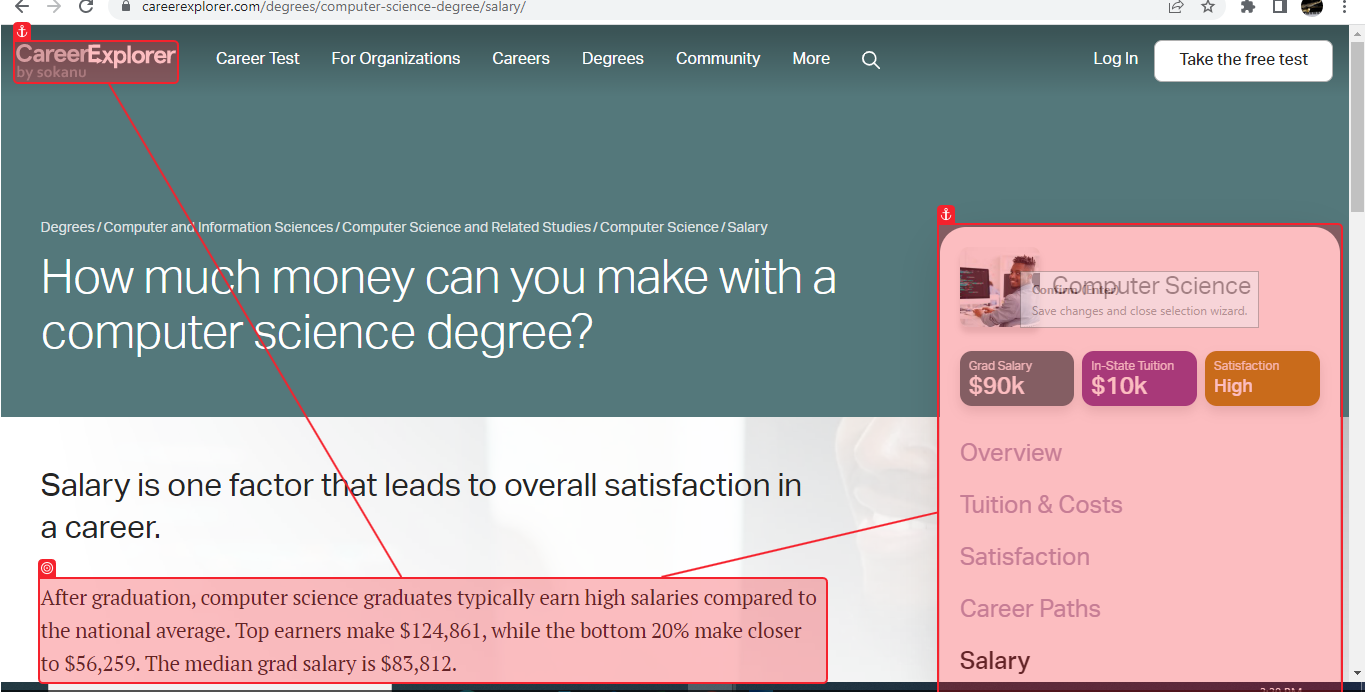 careerexplorer.com/degrees/computer-science-degree/salary/
CareerExplorer
by sokanu
Career Test
For Organizations
Careers
Degrees
Community
More
Log In
Take the free test
Degrees / Computer and Information Sciences / Computer Science and Related Studies / Computer Science / Salary
How much money can you make with a
computer science degree?
Computer Science
Confirm (Enter)
Save changes and close selection wizard.
Grad Salary
$90k
In-State Tuition
$10k
Satisfaction
High
Overview
Tuition & Costs
Satisfaction
Career Paths
Salary
Salary is one factor that leads to overall satisfaction in
a career.
After graduation, computer science graduates typically earn high salaries compared to
the national average. Top earners make $124,861, while the bottom 20% make closer
to $56,259. The median grad salary is $83,812.